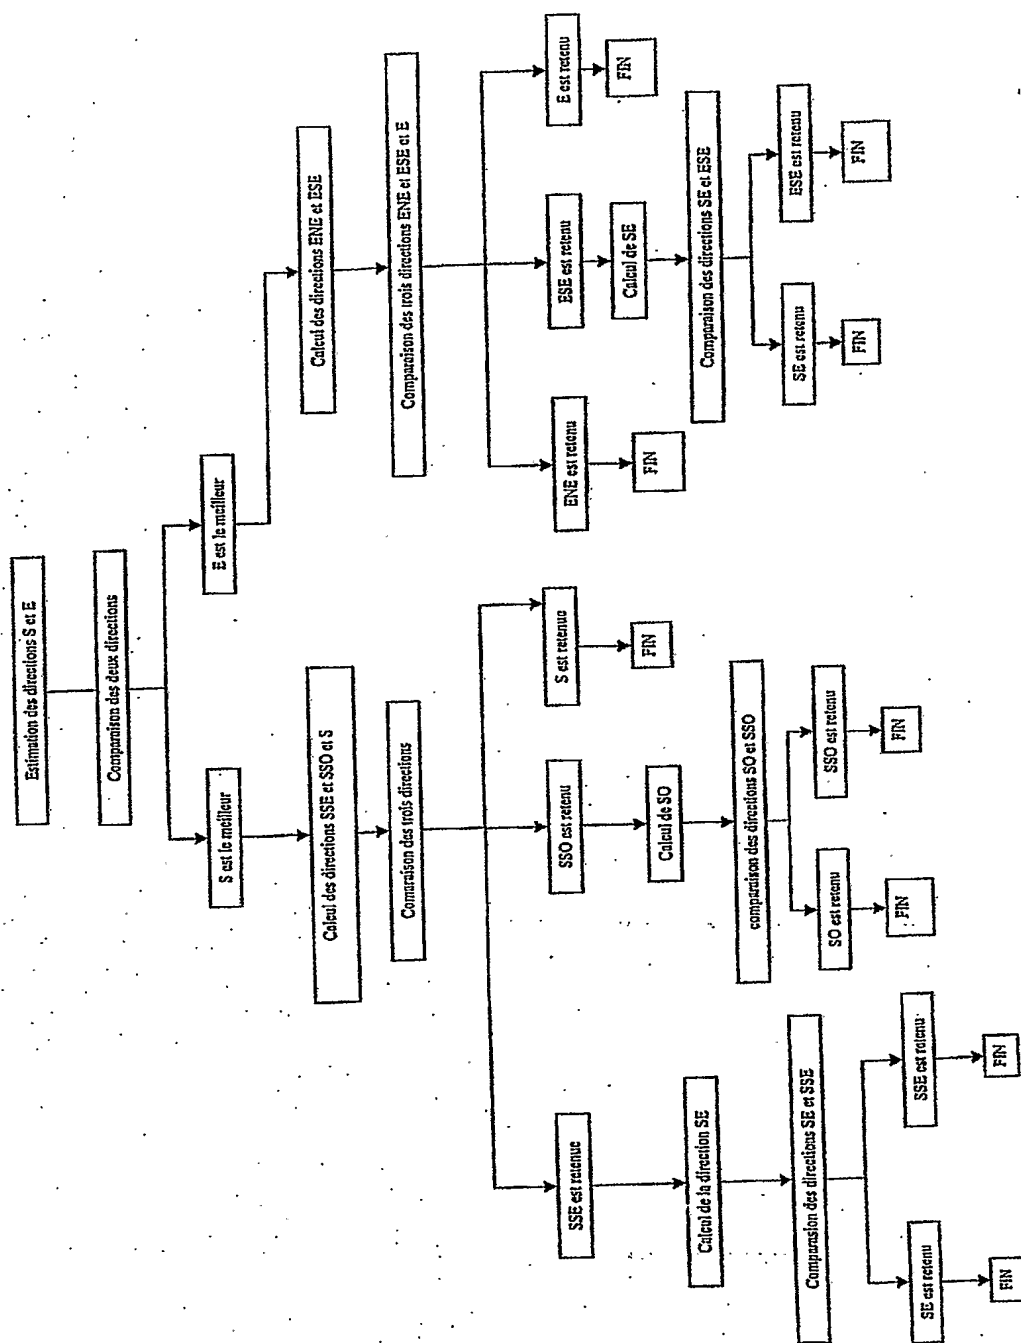 Estimation des directions S et E
Comparaison des deux directions
S est le meilleur
E est le meilleur
Calcul des directions SSE et SSO et S
Calcul des directions ENE et ESE
Comaraison des trois directions
Comparaison des trois directions ENE et ESE et E
SSE est retenue
SSO est retenu
S est retenue
ENE est retenu
ESE est retenu
E est retenu
FIN
FIN
FIN
Calcul de la direction SE
Calcul de SO
Calcul de SE
Comparasion des directions SE et SSE
comparaison des directions SO et SSO
Comparaison des directions SE et ESE
SE est retenu
SSE est retenu
SO est retenu
SSO est retenu
SE est retenu
ESE est retenu
FIN
FIN
FIN
FIN
FIN
FIN